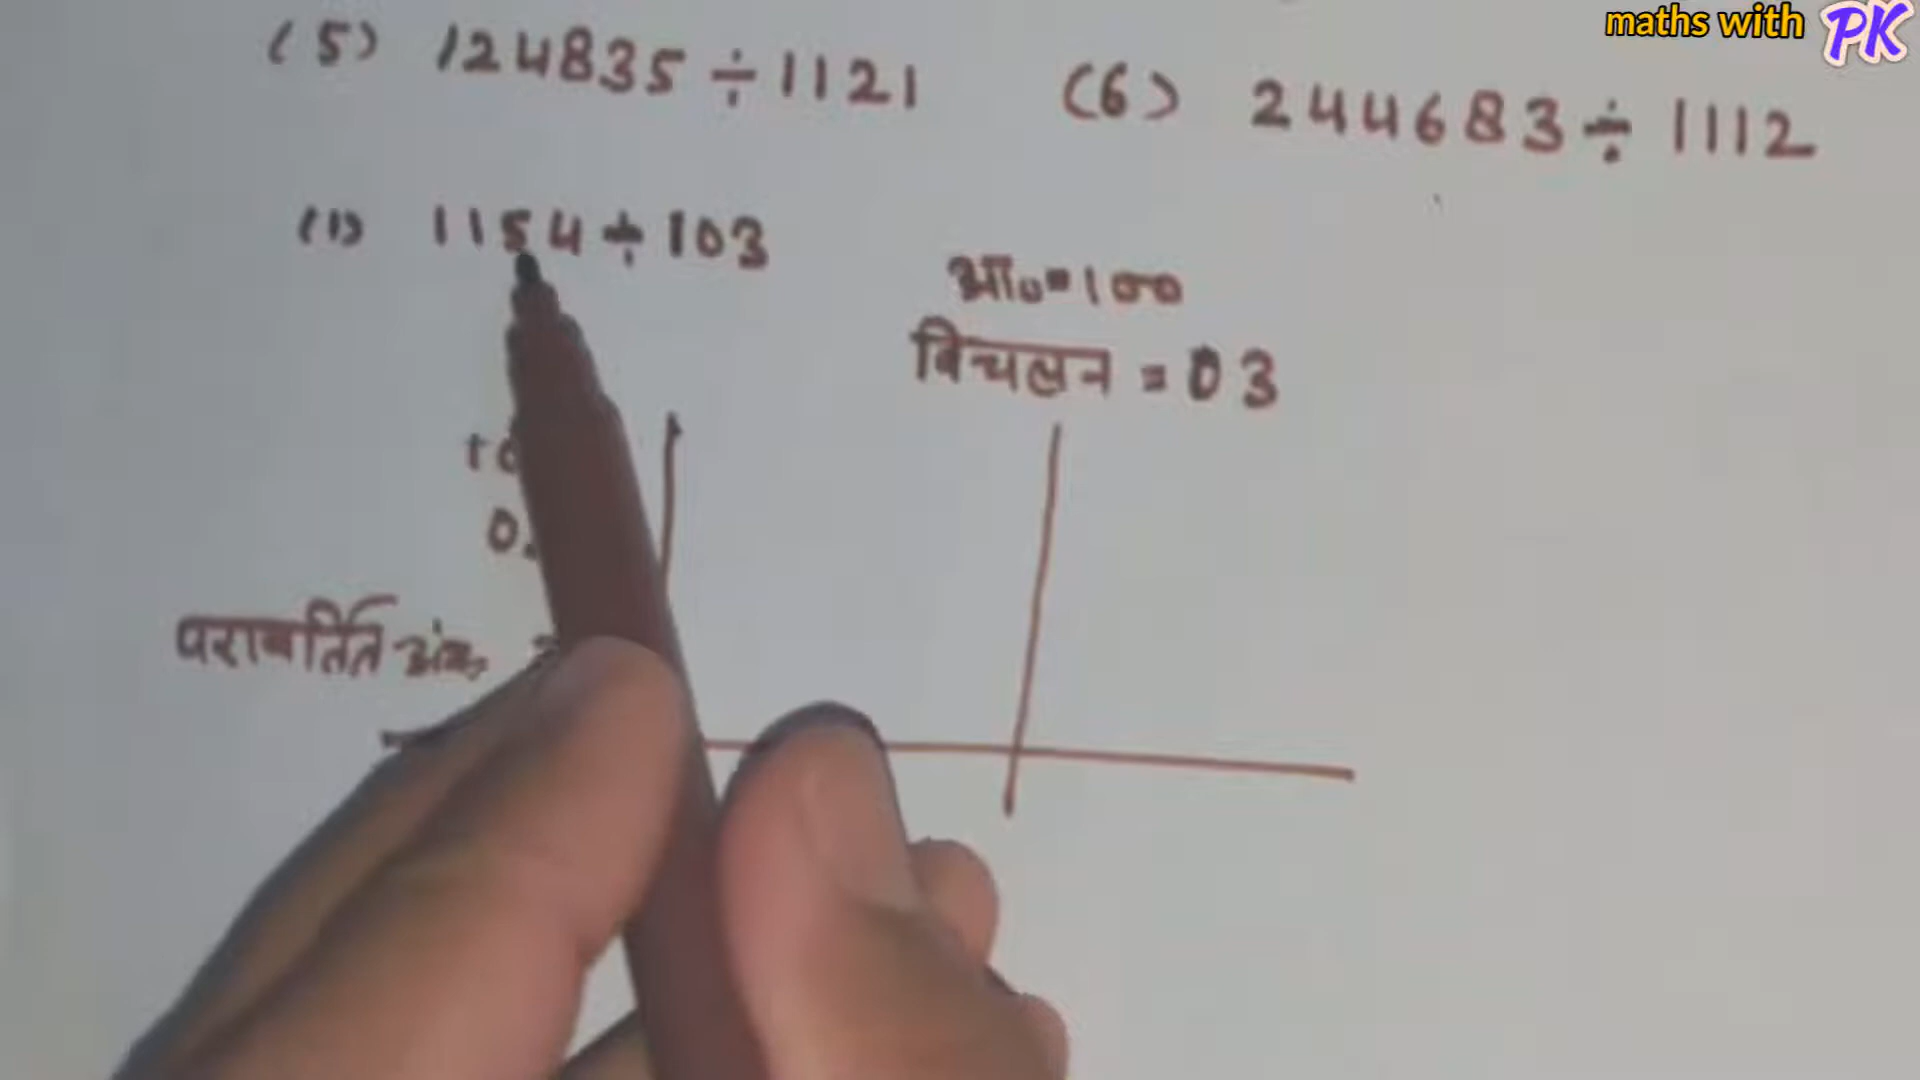 maths with PK
(5) 124835 ÷ 1121 (6) 244683 ÷ 1112
(1) 1154 ÷ 103
आ० = 100
विचलन = 03
परावर्तित अंक